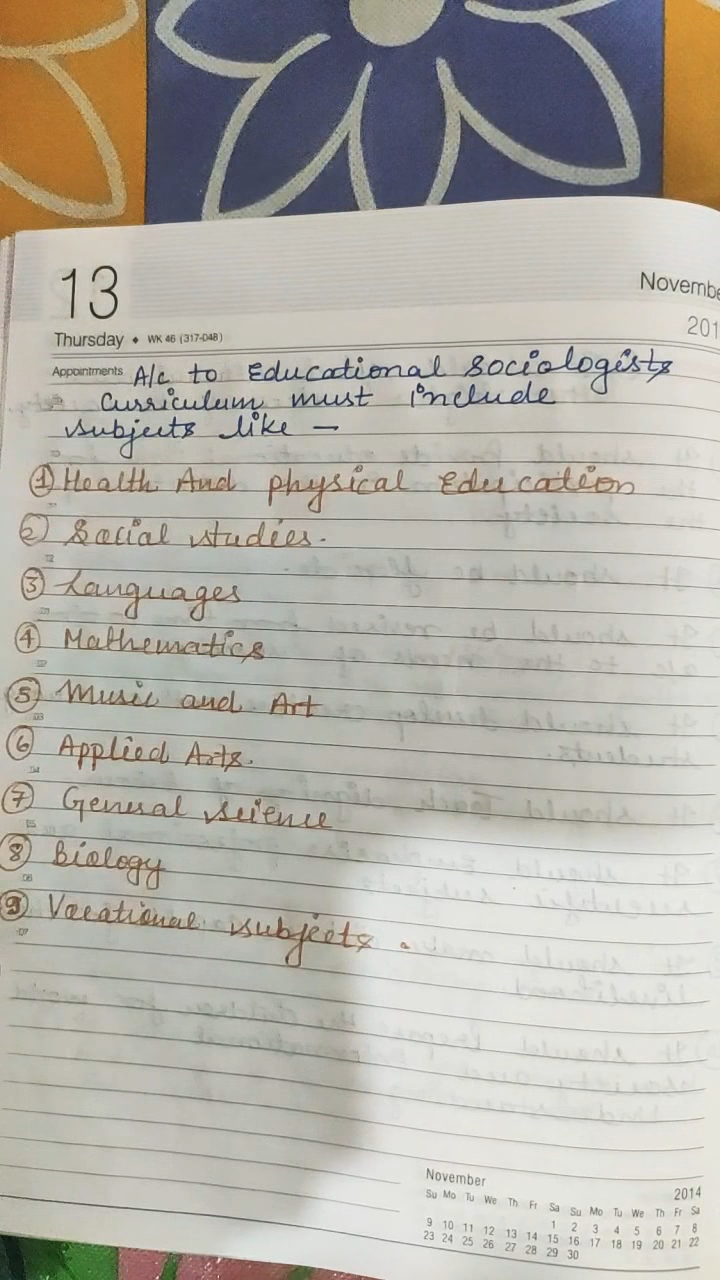 13
Novembe
Thursday • WK 46 (317-048)
201
Appointments A/c to Educational Sociologists
Curriculum must include
subjects like —
① Health And physical Education
② Social studies.
③ Languages
④ Mathematics
⑤ Music and Art
⑥ Applied Arts.
⑦ General science
⑧ Biology
⑨ Vocational subjects.
07
November 2014
Su Mo Tu We Th Fr Sa Su Mo Tu We Th Fr Sa
1 2 3 4 5 6 7 8
9 10 11 12 13 14 15 16 17 18 19 20 21 22
23 24 25 26 27 28 29 30